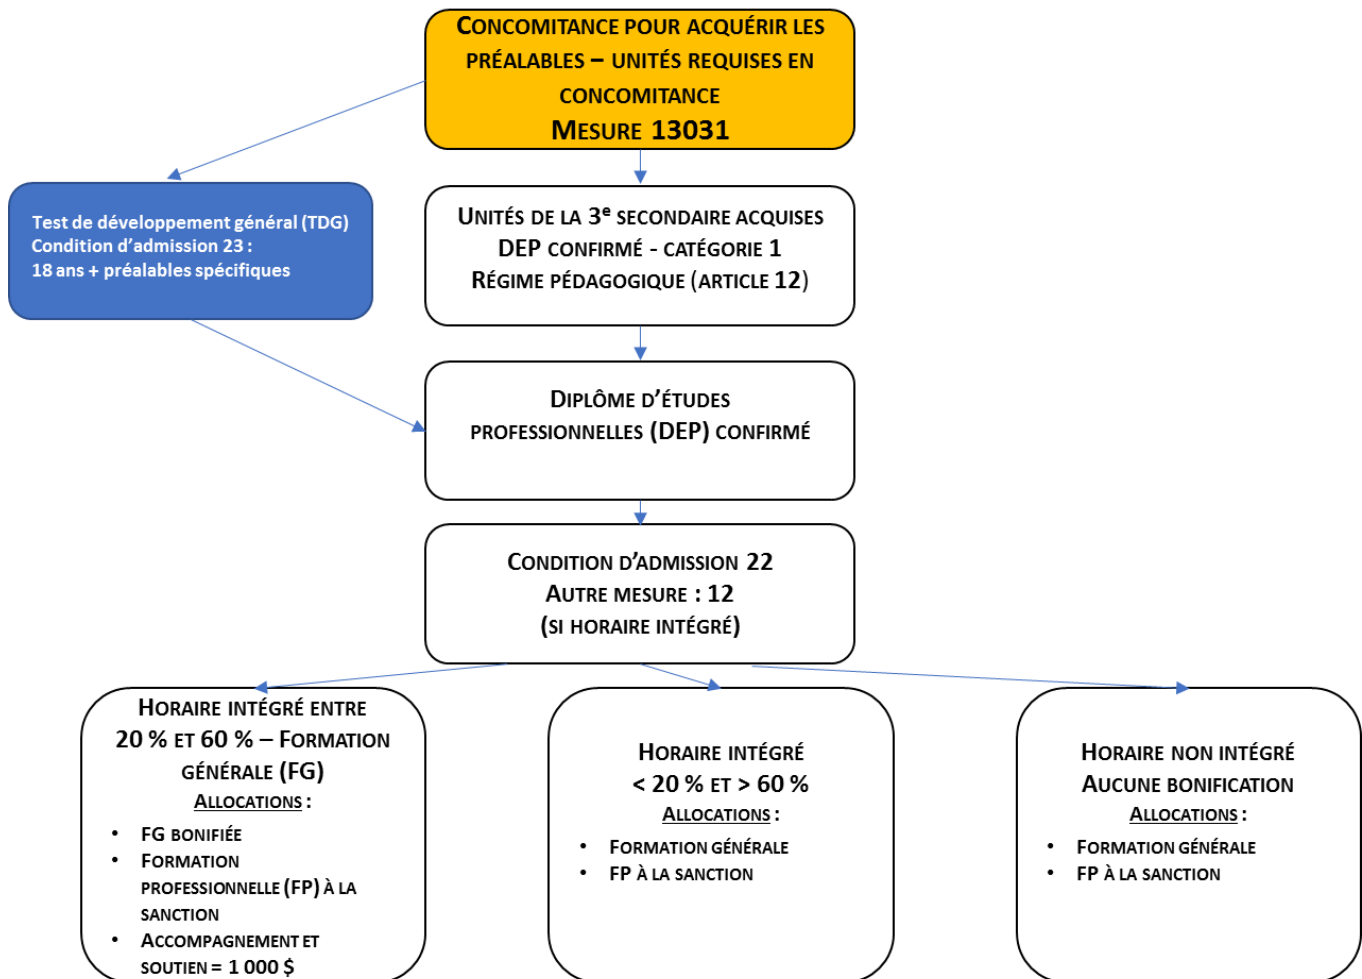 CONCOMITANCE POUR ACQUÉRIR LES
PRÉALABLES – UNITÉS REQUISES EN
CONCOMITANCE
MESURE 13031
Test de développement général (TDG)
Condition d'admission 23 :
18 ans + préalables spécifiques
UNITÉS DE LA 3e SECONDAIRE ACQUISES
DEP CONFIRMÉ - CATÉGORIE 1
RÉGIME PÉDAGOGIQUE (ARTICLE 12)
DIPLÔME D'ÉTUDES
PROFESSIONNELLES (DEP) CONFIRMÉ
CONDITION D'ADMISSION 22
AUTRE MESURE : 12
(SI HORAIRE INTÉGRÉ)
HORAIRE INTÉGRÉ ENTRE
20 % ET 60 % – FORMATION
GÉNÉRALE (FG)
ALLOCATIONS :
• FG BONIFIÉE
• FORMATION
PROFESSIONNELLE (FP) À LA
SANCTION
• ACCOMPAGNEMENT ET
SOUTIEN = 1 000 $
HORAIRE INTÉGRÉ
< 20 % ET > 60 %
ALLOCATIONS :
• FORMATION GÉNÉRALE
• FP À LA SANCTION
HORAIRE NON INTÉGRÉ
AUCUNE BONIFICATION
ALLOCATIONS :
• FORMATION GÉNÉRALE
• FP À LA SANCTION